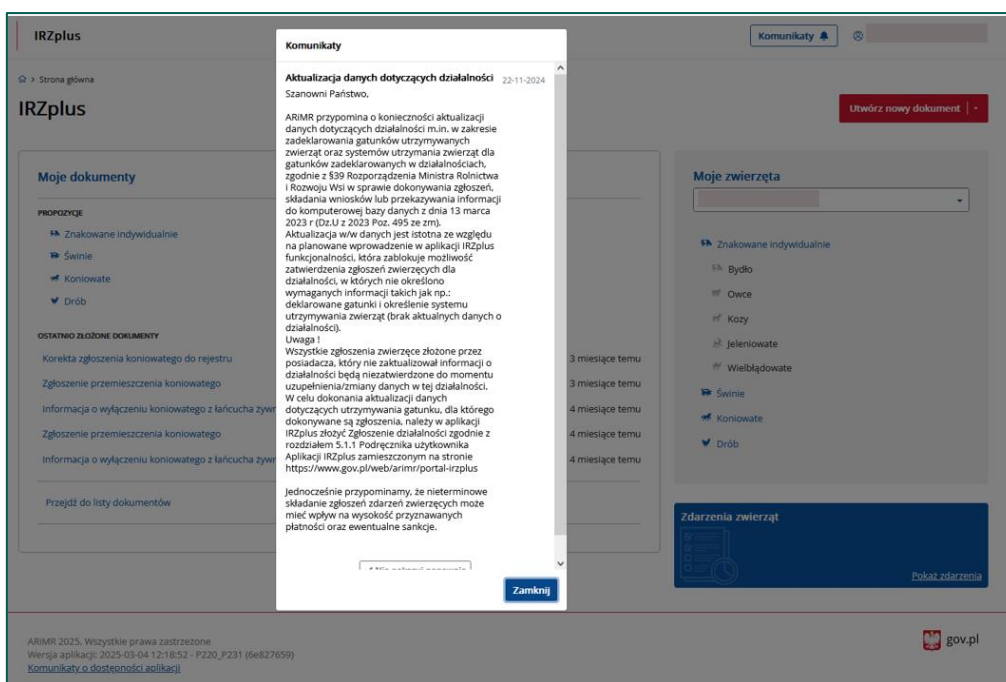 IRZplus
Komunikaty
Strona główna
IRZplus
Utwórz nowy dokument
Moje dokumenty
PROPOZYCJE
Znakowane indywidualnie
Świnie
Koniowate
Drób
OSTATNIO ZŁOŻONE DOKUMENTY
Korekta zgłoszenia koniowatego do rejestru
3 miesiące temu
Zgłoszenie przemieszczenia koniowatego
3 miesiące temu
Informacja o wyłączeniu koniowatego z łańcucha żywr
4 miesiące temu
Zgłoszenie przemieszczenia koniowatego
4 miesiące temu
Informacja o wyłączeniu koniowatego z łańcucha żywr
4 miesiące temu
Przejdź do listy dokumentów
Komunikaty
Aktualizacja danych dotyczących działalności 22-11-2024
Szanowni Państwo,
ARiMR przypomina o konieczności aktualizacji
danych dotyczących działalności m.in. w zakresie
zadeklarowania gatunków utrzymywanych
zwierząt oraz systemów utrzymania zwierząt dla
gatunków zadeklarowanych w działalnościach,
zgodnie z §39 Rozporządzenia Ministra Rolnictwa
i Rozwoju Wsi w sprawie dokonywania zgłoszeń,
składania wniosków lub przekazywania informacji
do komputerowej bazy danych z dnia 13 marca
2023 r (Dz.U z 2023 Poz. 495 ze zm).
Aktualizacja w/w danych jest istotna ze względu
na planowane wprowadzenie w aplikacji IRZplus
funkcjonalności, która zablokuje możliwość
zatwierdzenia zgłoszeń zwierzęcych dla
działalności, w których nie określono
wymaganych informacji takich jak np.:
deklarowane gatunki i określenie systemu
utrzymywania zwierząt (brak aktualnych danych o
działalności).
Uwaga !
Wszystkie zgłoszenia zwierzęce złożone przez
posiadacza, który nie zaktualizował informacji o
działalności będą niezatwierdzone do momentu
uzupełnienia/zmiany danych w tej działalności.
W celu dokonania aktualizacji danych
dotyczących utrzymywania gatunku, dla którego
dokonywane są zgłoszenia, należy w aplikacji
IRZplus złożyć Zgłoszenie działalności zgodnie z
rozdziałem 5.1.1 Podręcznika użytkownika
Aplikacji IRZplus zamieszczonym na stronie
https://www.gov.pl/web/arimr/portal-irzplus
Jednocześnie przypominamy, że nieterminowe
składanie zgłoszeń zdarzeń zwierzęcych może
mieć wpływ na wysokość przyznawanych
płatności oraz ewentualne sankcje.
Zamknij
Moje zwierzęta
Znakowane indywidualnie
Bydło
Owce
Kozy
Jeleniowate
Wielbłądowate
Świnie
Koniowate
Drób
Zdarzenia zwierząt
Pokaż zdarzenia
ARiMR 2025. Wszystkie prawa zastrzeżone
Wersja aplikacji: 2025-03-04 12:18:52 - P220_P231 (6e827659)
Komunikaty o dostępności aplikacji
gov.pl